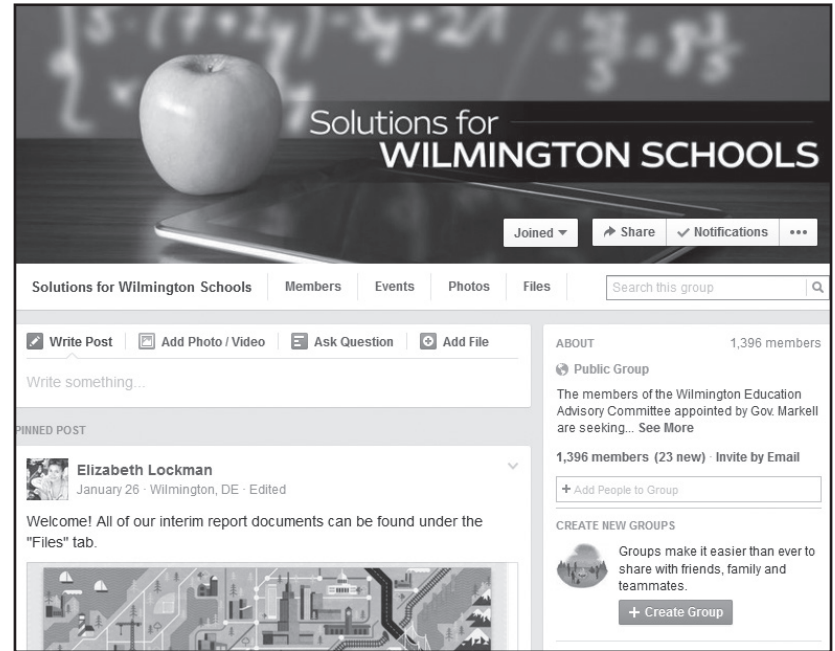 Solutions for
WILMINGTON SCHOOLS
Joined
Share
Notifications
Solutions for Wilmington Schools
Members
Events
Photos
Files
Search this group
Write Post
Add Photo / Video
Ask Question
Add File
Write something...
PINNED POST
Elizabeth Lockman
January 26 · Wilmington, DE · Edited
Welcome! All of our interim report documents can be found under the
"Files" tab.
ABOUT
1,396 members
Public Group
The members of the Wilmington Education
Advisory Committee appointed by Gov. Markell
are seeking... See More
1,396 members (23 new) · Invite by Email
+ Add People to Group
CREATE NEW GROUPS
Groups make it easier than ever to
share with friends, family and
teammates.
+ Create Group